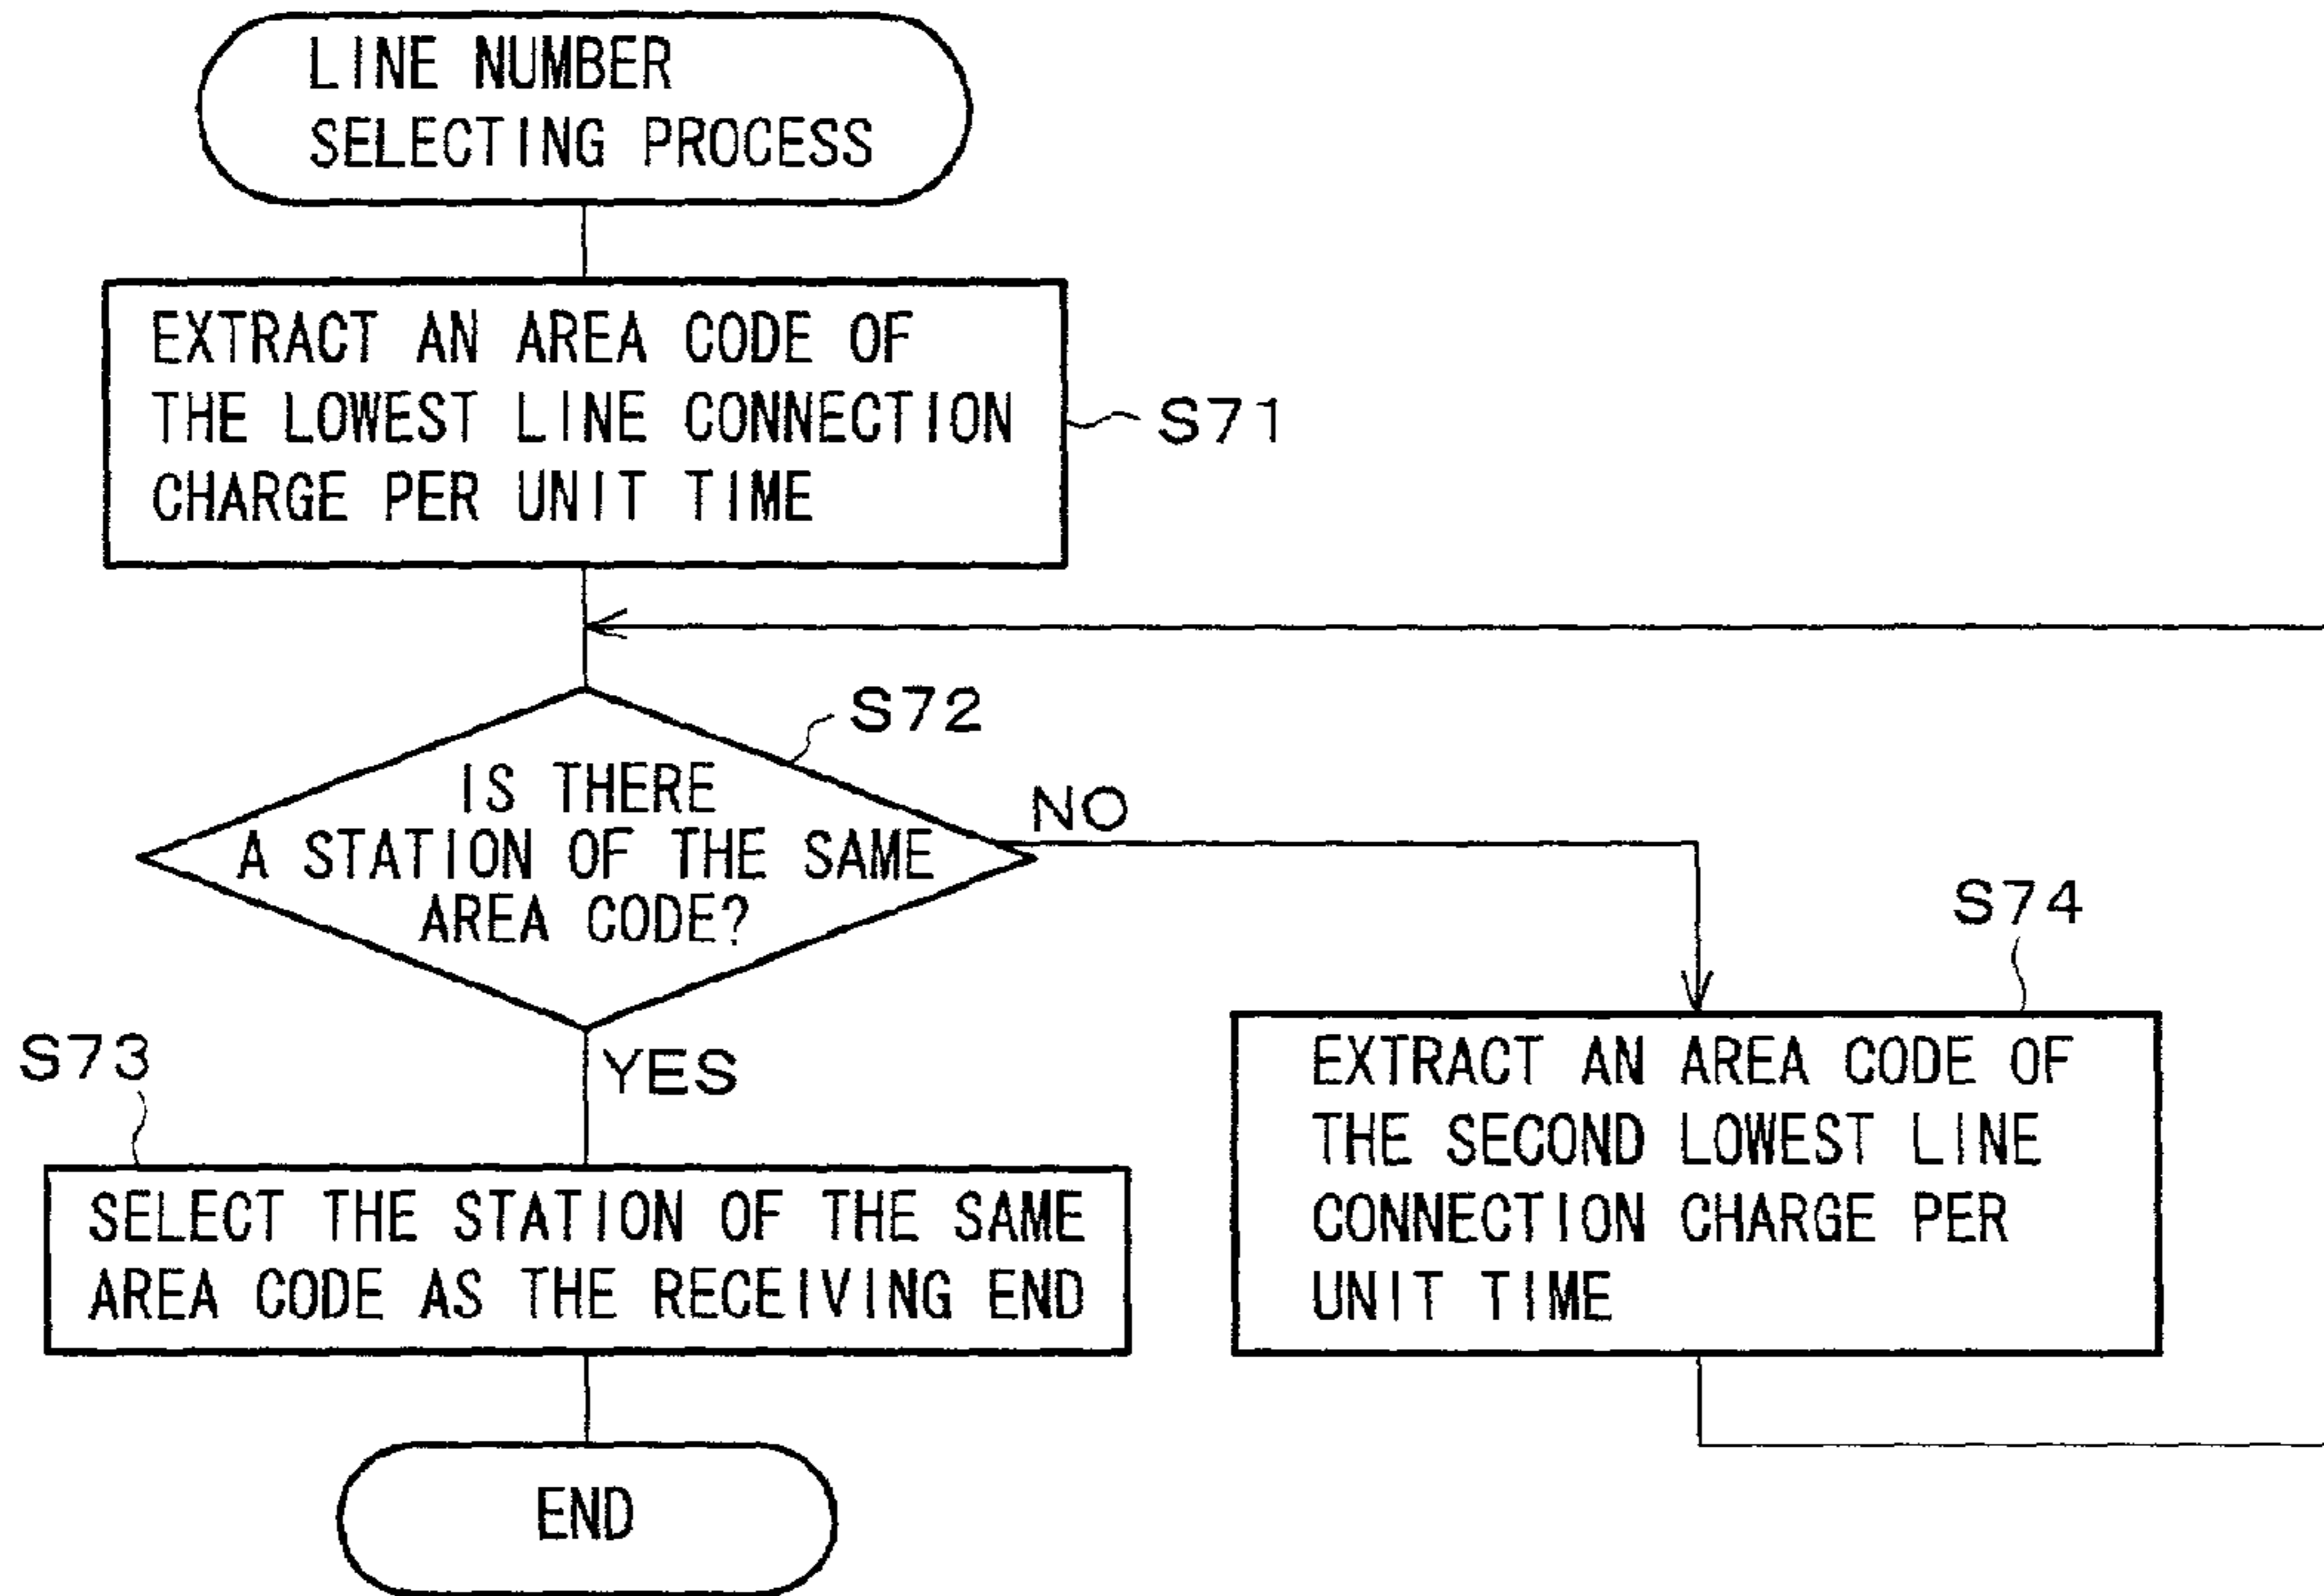 LINE NUMBER
SELECTING PROCESS
EXTRACT AN AREA CODE OF
THE LOWEST LINE CONNECTION
CHARGE PER UNIT TIME
S71
S72
IS THERE
A STATION OF THE SAME
AREA CODE?
NO
YES
S73
SELECT THE STATION OF THE SAME
AREA CODE AS THE RECEIVING END
S74
EXTRACT AN AREA CODE OF
THE SECOND LOWEST LINE
CONNECTION CHARGE PER
UNIT TIME
END